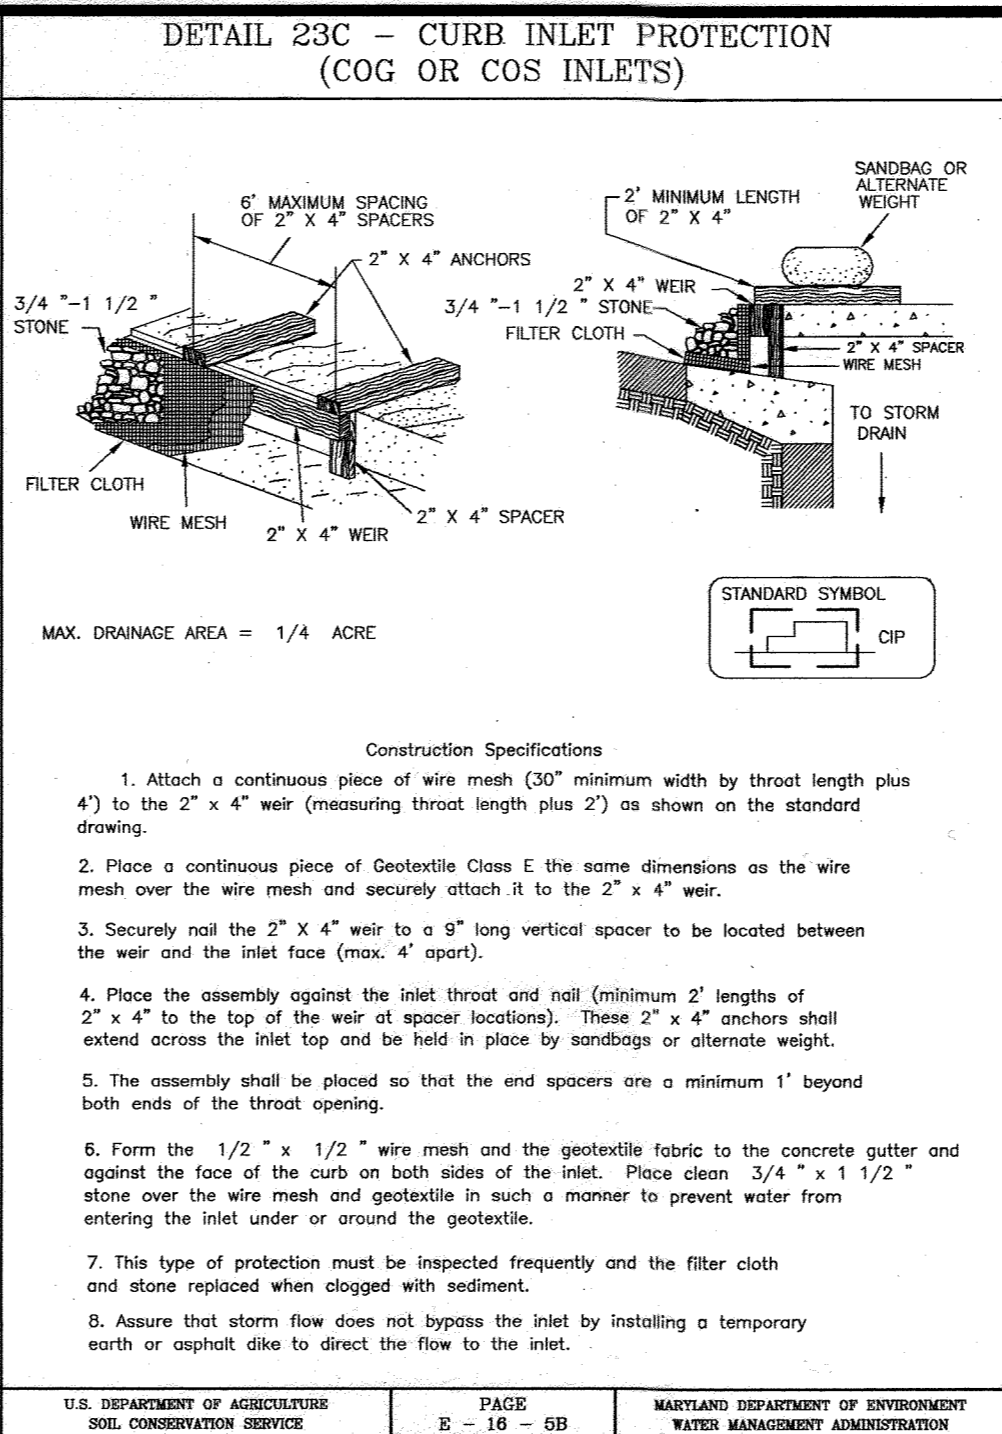 DETAIL 23C – CURB INLET PROTECTION
(COG OR COS INLETS)
6' MAXIMUM SPACING
OF 2" X 4" SPACERS
2" X 4" ANCHORS
3/4 "-1 1/2 "
STONE
FILTER CLOTH
WIRE MESH
2" X 4" WEIR
2" X 4" SPACER
SANDBAG OR
ALTERNATE
WEIGHT
2' MINIMUM LENGTH
OF 2" X 4"
2" X 4" WEIR
3/4 "-1 1/2 " STONE
FILTER CLOTH
2" X 4" SPACER
WIRE MESH
TO STORM
DRAIN
MAX. DRAINAGE AREA = 1/4 ACRE
STANDARD SYMBOL
CIP
Construction Specifications
1. Attach a continuous piece of wire mesh (30" minimum width by throat length plus
4') to the 2" x 4" weir (measuring throat length plus 2') as shown on the standard
drawing.
2. Place a continuous piece of Geotextile Class E the same dimensions as the wire
mesh over the wire mesh and securely attach it to the 2" x 4" weir.
3. Securely nail the 2" X 4" weir to a 9" long vertical spacer to be located between
the weir and the inlet face (max. 4' apart).
4. Place the assembly against the inlet throat and nail (minimum 2' lengths of
2" x 4" to the top of the weir at spacer locations). These 2" x 4" anchors shall
extend across the inlet top and be held in place by sandbags or alternate weight.
5. The assembly shall be placed so that the end spacers are a minimum 1' beyond
both ends of the throat opening.
6. Form the 1/2 " x 1/2 " wire mesh and the geotextile fabric to the concrete gutter and
against the face of the curb on both sides of the inlet. Place clean 3/4 " x 1 1/2 "
stone over the wire mesh and geotextile in such a manner to prevent water from
entering the inlet under or around the geotextile.
7. This type of protection must be inspected frequently and the filter cloth
and stone replaced when clogged with sediment.
8. Assure that storm flow does not bypass the inlet by installing a temporary
earth or asphalt dike to direct the flow to the inlet.
U.S. DEPARTMENT OF AGRICULTURE
SOIL CONSERVATION SERVICE
PAGE
E – 16 – 5B
MARYLAND DEPARTMENT OF ENVIRONMENT
WATER MANAGEMENT ADMINISTRATION